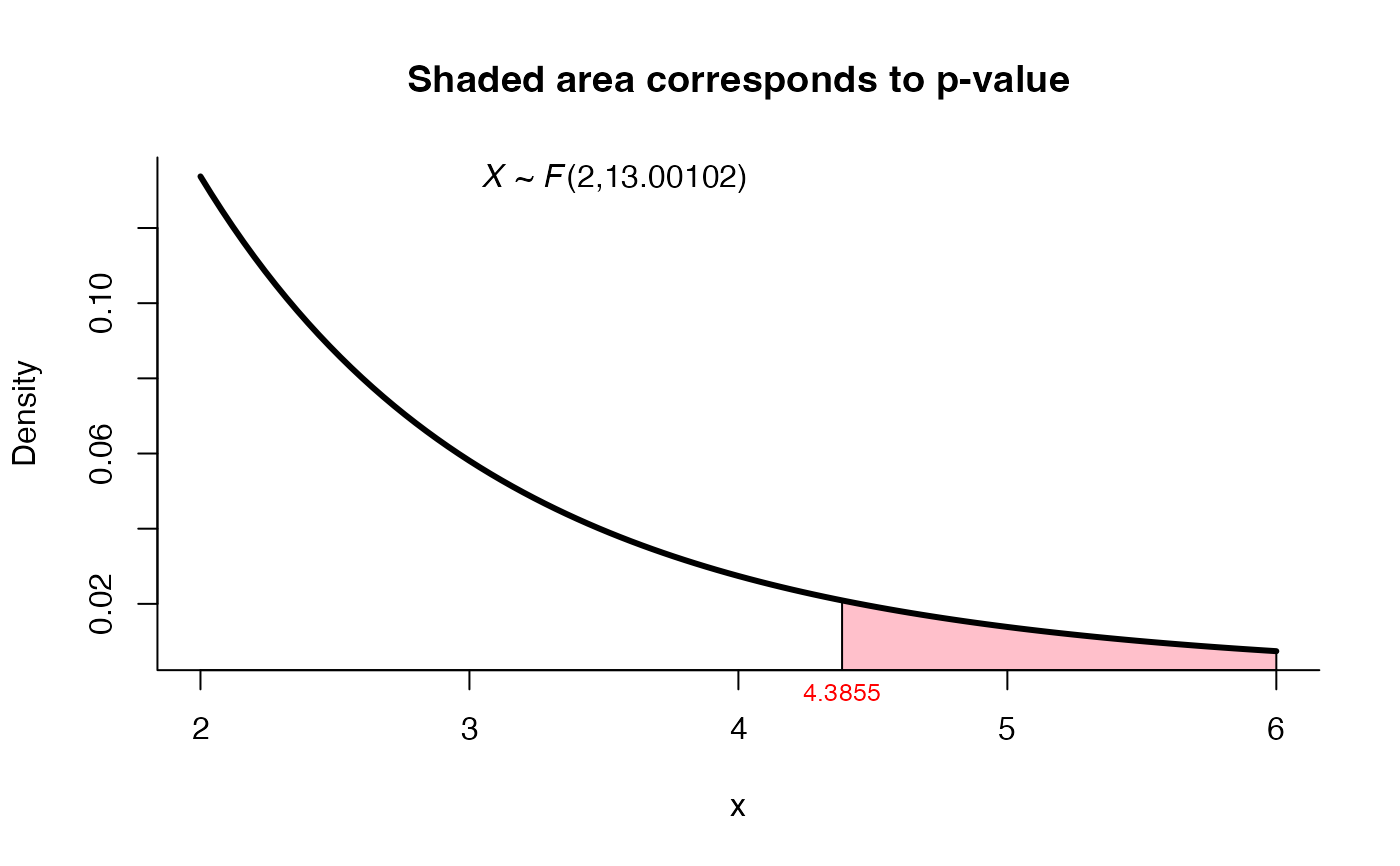 Shaded area corresponds to p-value
X ~ F(2,13.00102)
Density
0.10
0.06
0.02
4.3855
2 3 4 5 6
x